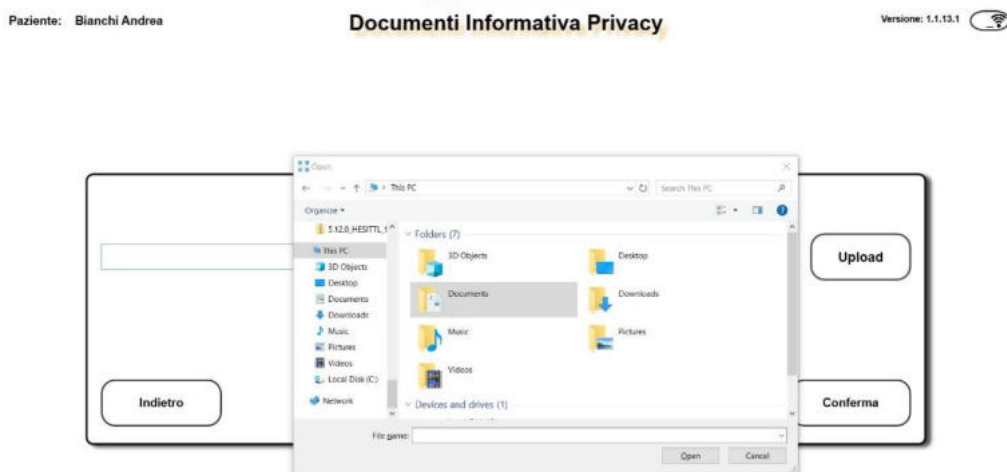 Paziente: Bianchi Andrea
Documenti Informativa Privacy
Versione: 1.1.13.1
Open
This PC
Search This PC
Organize
5.12.0_HESITTL_1
This PC
3D Objects
Desktop
Documents
Downloads
Music
Pictures
Videos
Local Disk (C:)
Network
Folders (7)
3D Objects
Desktop
Documents
Downloads
Music
Pictures
Videos
Devices and drives (1)
File name:
Open
Cancel
Upload
Indietro
Conferma